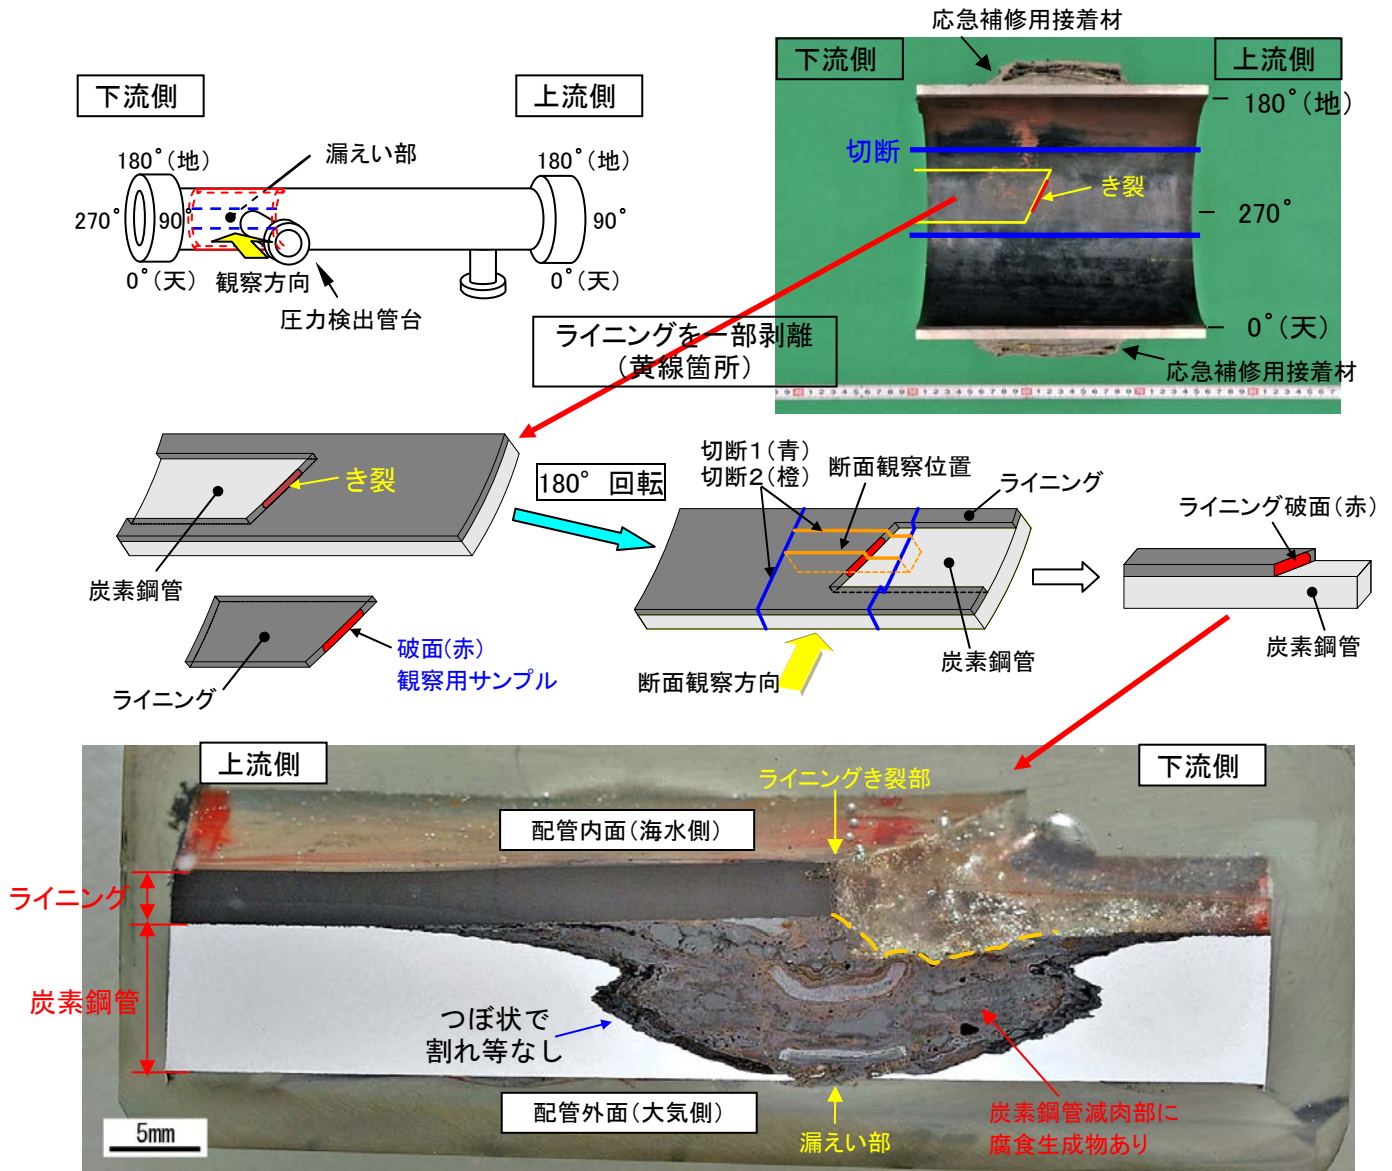 応急補修用接着材
下流側
上流側
下流側
上流側
180°(地)
切断
き裂
270°
0°(天)
応急補修用接着材
180°(地)
漏えい部
180°(地)
270°
90°
90°
0°(天)
観察方向
0°(天)
圧力検出管台
ライニングを一部剥離
(黄線箇所)
き裂
炭素鋼管
ライニング
破面(赤)
観察用サンプル
180° 回転
切断1(青)
切断2(橙)
断面観察位置
ライニング
炭素鋼管
断面観察方向
ライニング破面(赤)
炭素鋼管
上流側
下流側
ライニングき裂部
配管内面(海水側)
ライニング
炭素鋼管
つぼ状で
割れ等なし
配管外面(大気側)
漏えい部
炭素鋼管減肉部に
腐食生成物あり
5mm